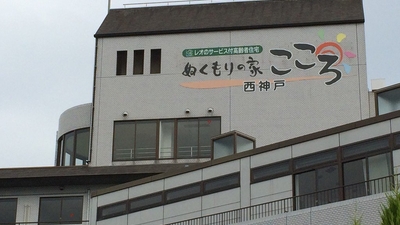 レオのサービス付高齢者住宅
ぬくもりの家 こころ
西神戸